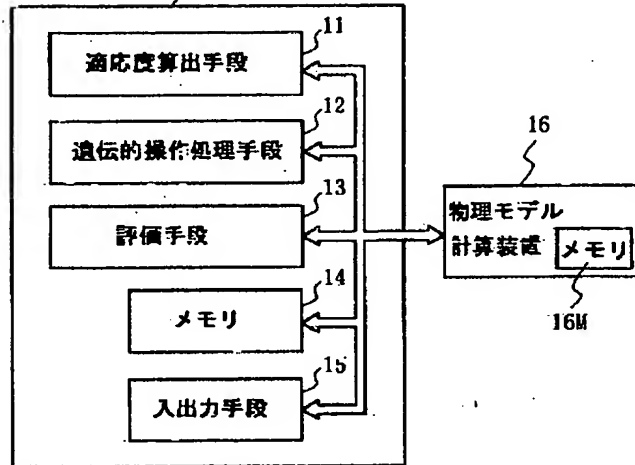 11
適応度算出手段
12
遺伝的操作処理手段
13
評価手段
14
メモリ
15
入出力手段
16
物理モデル
計算装置
メモリ
16M